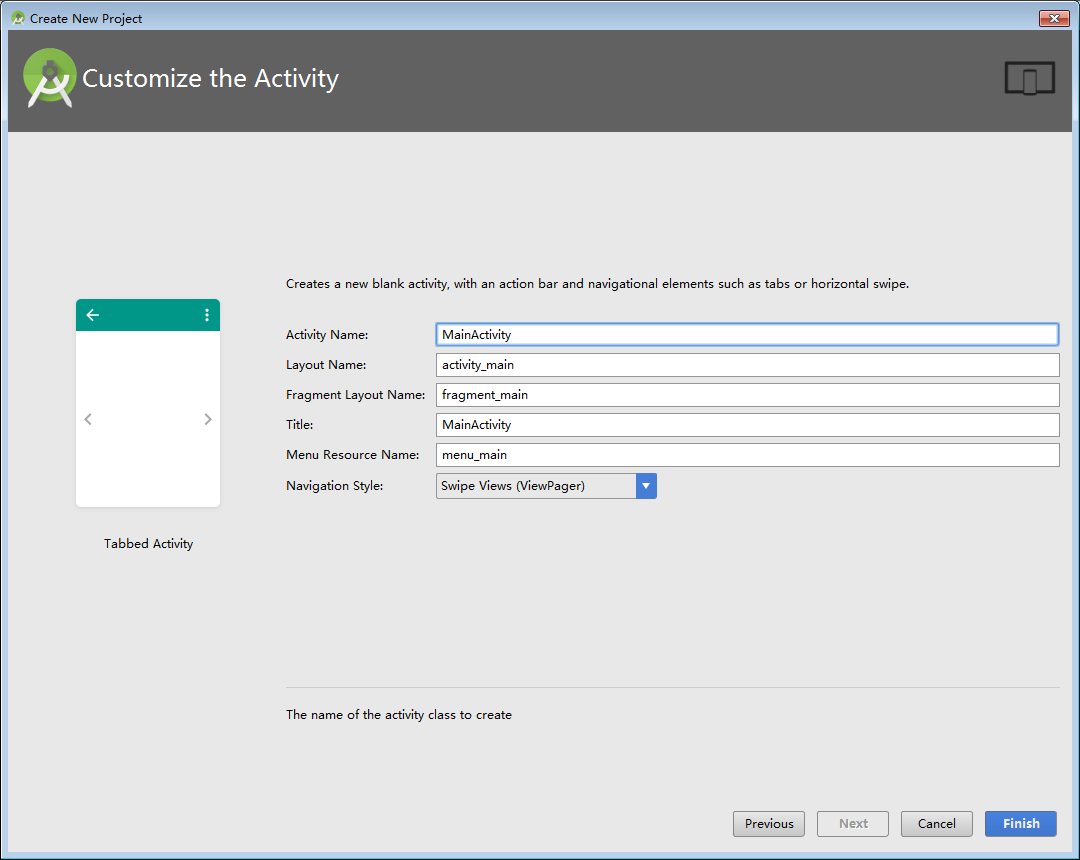 Create New Project
Customize the Activity
Creates a new blank activity, with an action bar and navigational elements such as tabs or horizontal swipe.
Activity Name: MainActivity
Layout Name: activity_main
Fragment Layout Name: fragment_main
Title: MainActivity
Menu Resource Name: menu_main
Navigation Style: Swipe Views (ViewPager)
Tabbed Activity
The name of the activity class to create
Previous Next Cancel Finish